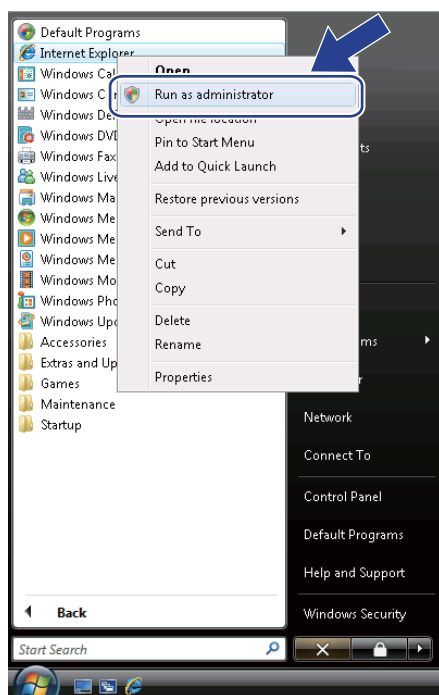 Default Programs
Internet Explorer
Windows Cal
Windows C
Windows De
Windows DVD
Windows Fax
Windows Live
Windows Ma
Windows Me
Windows Me
Windows Me
Windows Mo
Windows Pho
Windows Upd
Accessories
Extras and Up
Games
Maintenance
Startup
Back
Start Search
Open
Run as administrator
Open file location
Pin to Start Menu
Add to Quick Launch
Restore previous versions
Send To
Cut
Copy
Delete
Rename
Properties
ts
ms
r
Network
Connect To
Control Panel
Default Programs
Help and Support
Windows Security